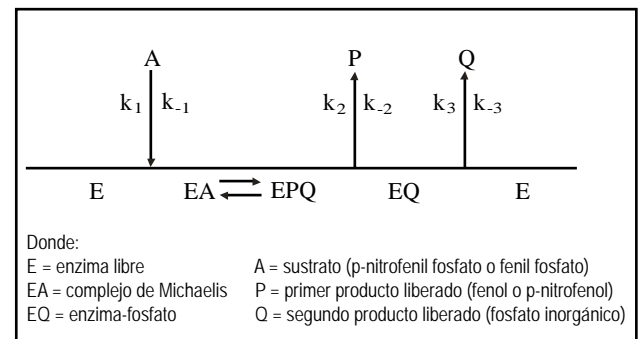 A P Q
k1 k-1 k2 k-2 k3 k-3
E EA EPQ EQ E
Donde:
E = enzima libre A = sustrato (p-nitrofenil fosfato o fenil fosfato)
EA = complejo de Michaelis P = primer producto liberado (fenol o p-nitrofenol)
EQ = enzima-fosfato Q = segundo producto liberado (fosfato inorgánico)